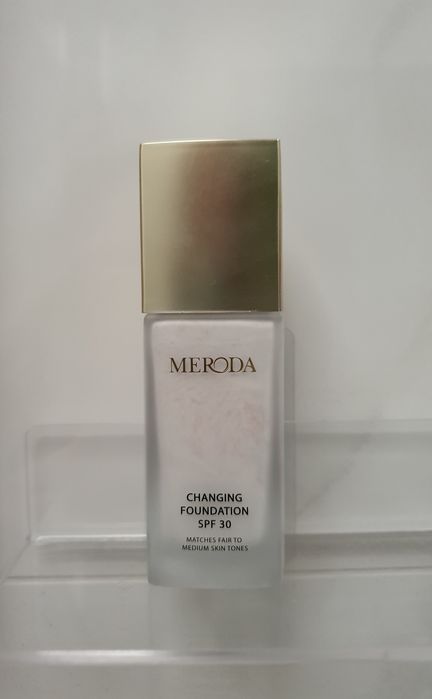 MERODA
CHANGING
FOUNDATION
SPF 30
MATCHES FAIR TO
MEDIUM SKIN TONES